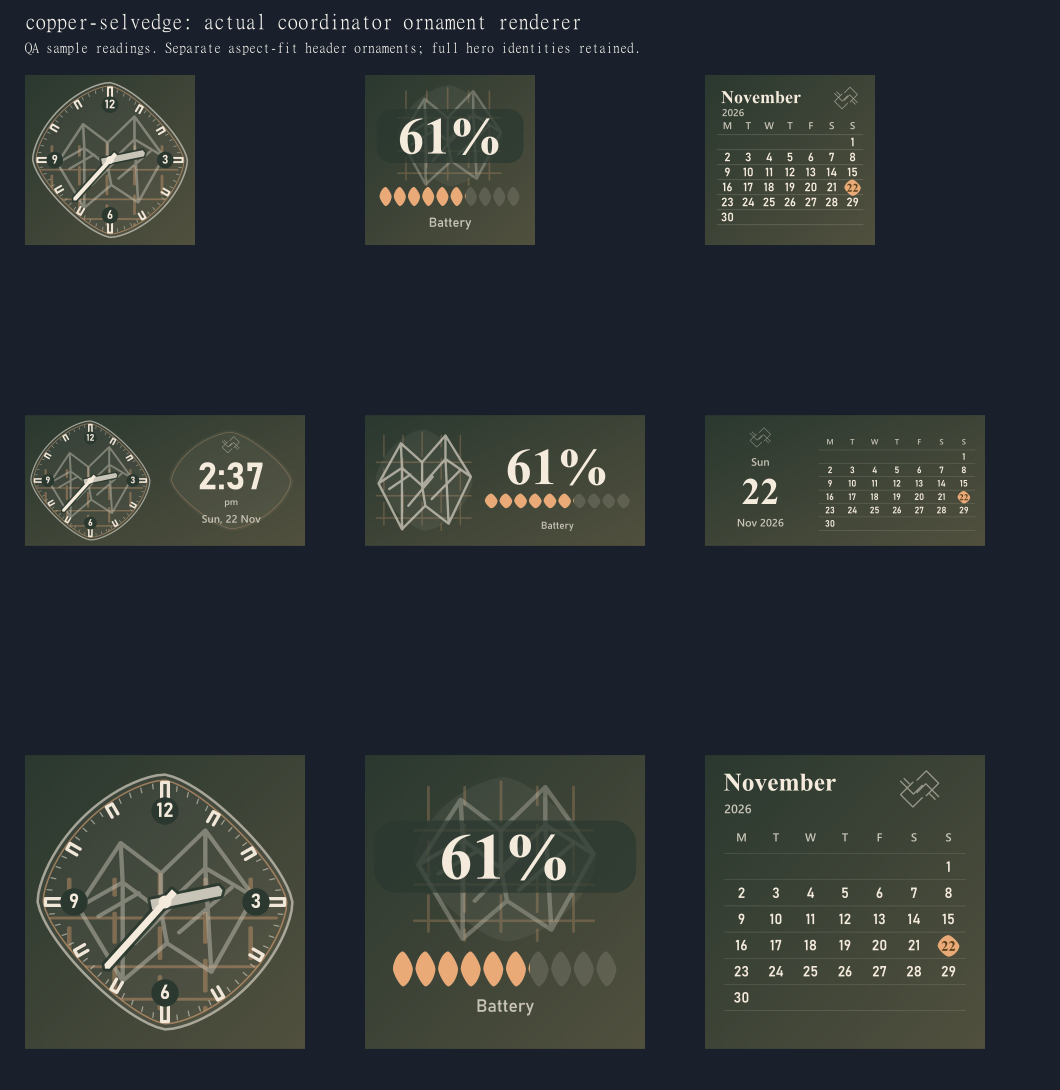 copper-selvedge: actual coordinator ornament renderer
QA sample readings. Separate aspect-fit header ornaments; full hero identities retained.
12
9
3
6
61%
Battery
November
2026
M T W T F S S
1
2 3 4 5 6 7 8
9 10 11 12 13 14 15
16 17 18 19 20 21 22
23 24 25 26 27 28 29
30
12
9
3
6
2:37
pm
Sun, 22 Nov
61%
Battery
Sun
22
Nov 2026
M T W T F S S
1
2 3 4 5 6 7 8
9 10 11 12 13 14 15
16 17 18 19 20 21 22
23 24 25 26 27 28 29
30
12
9
3
6
61%
Battery
November
2026
M T W T F S S
1
2 3 4 5 6 7 8
9 10 11 12 13 14 15
16 17 18 19 20 21 22
23 24 25 26 27 28 29
30